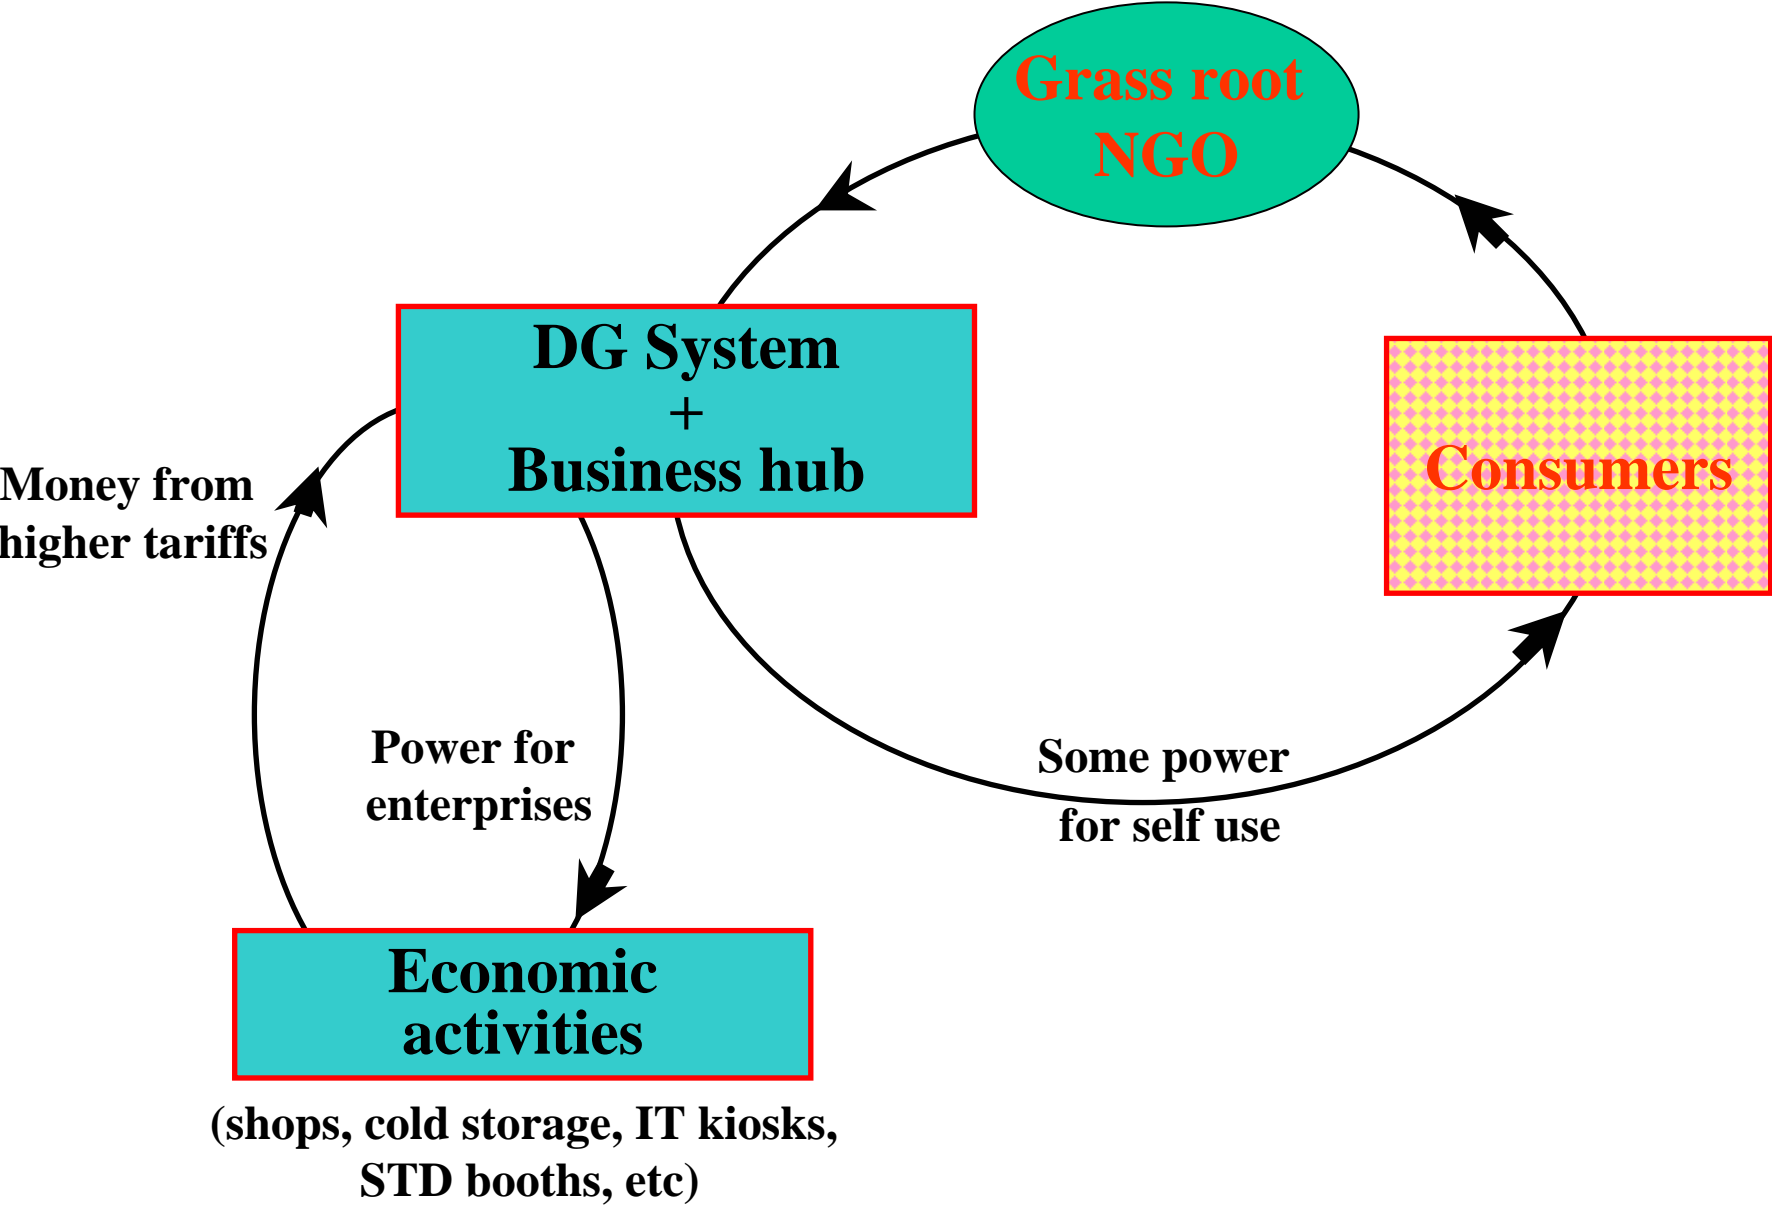 Grass root
NGO
DG System
+
Business hub
Consumers
Money from
higher tariffs
Power for
enterprises
Some power
for self use
Economic
activities
(shops, cold storage, IT kiosks,
STD booths, etc)